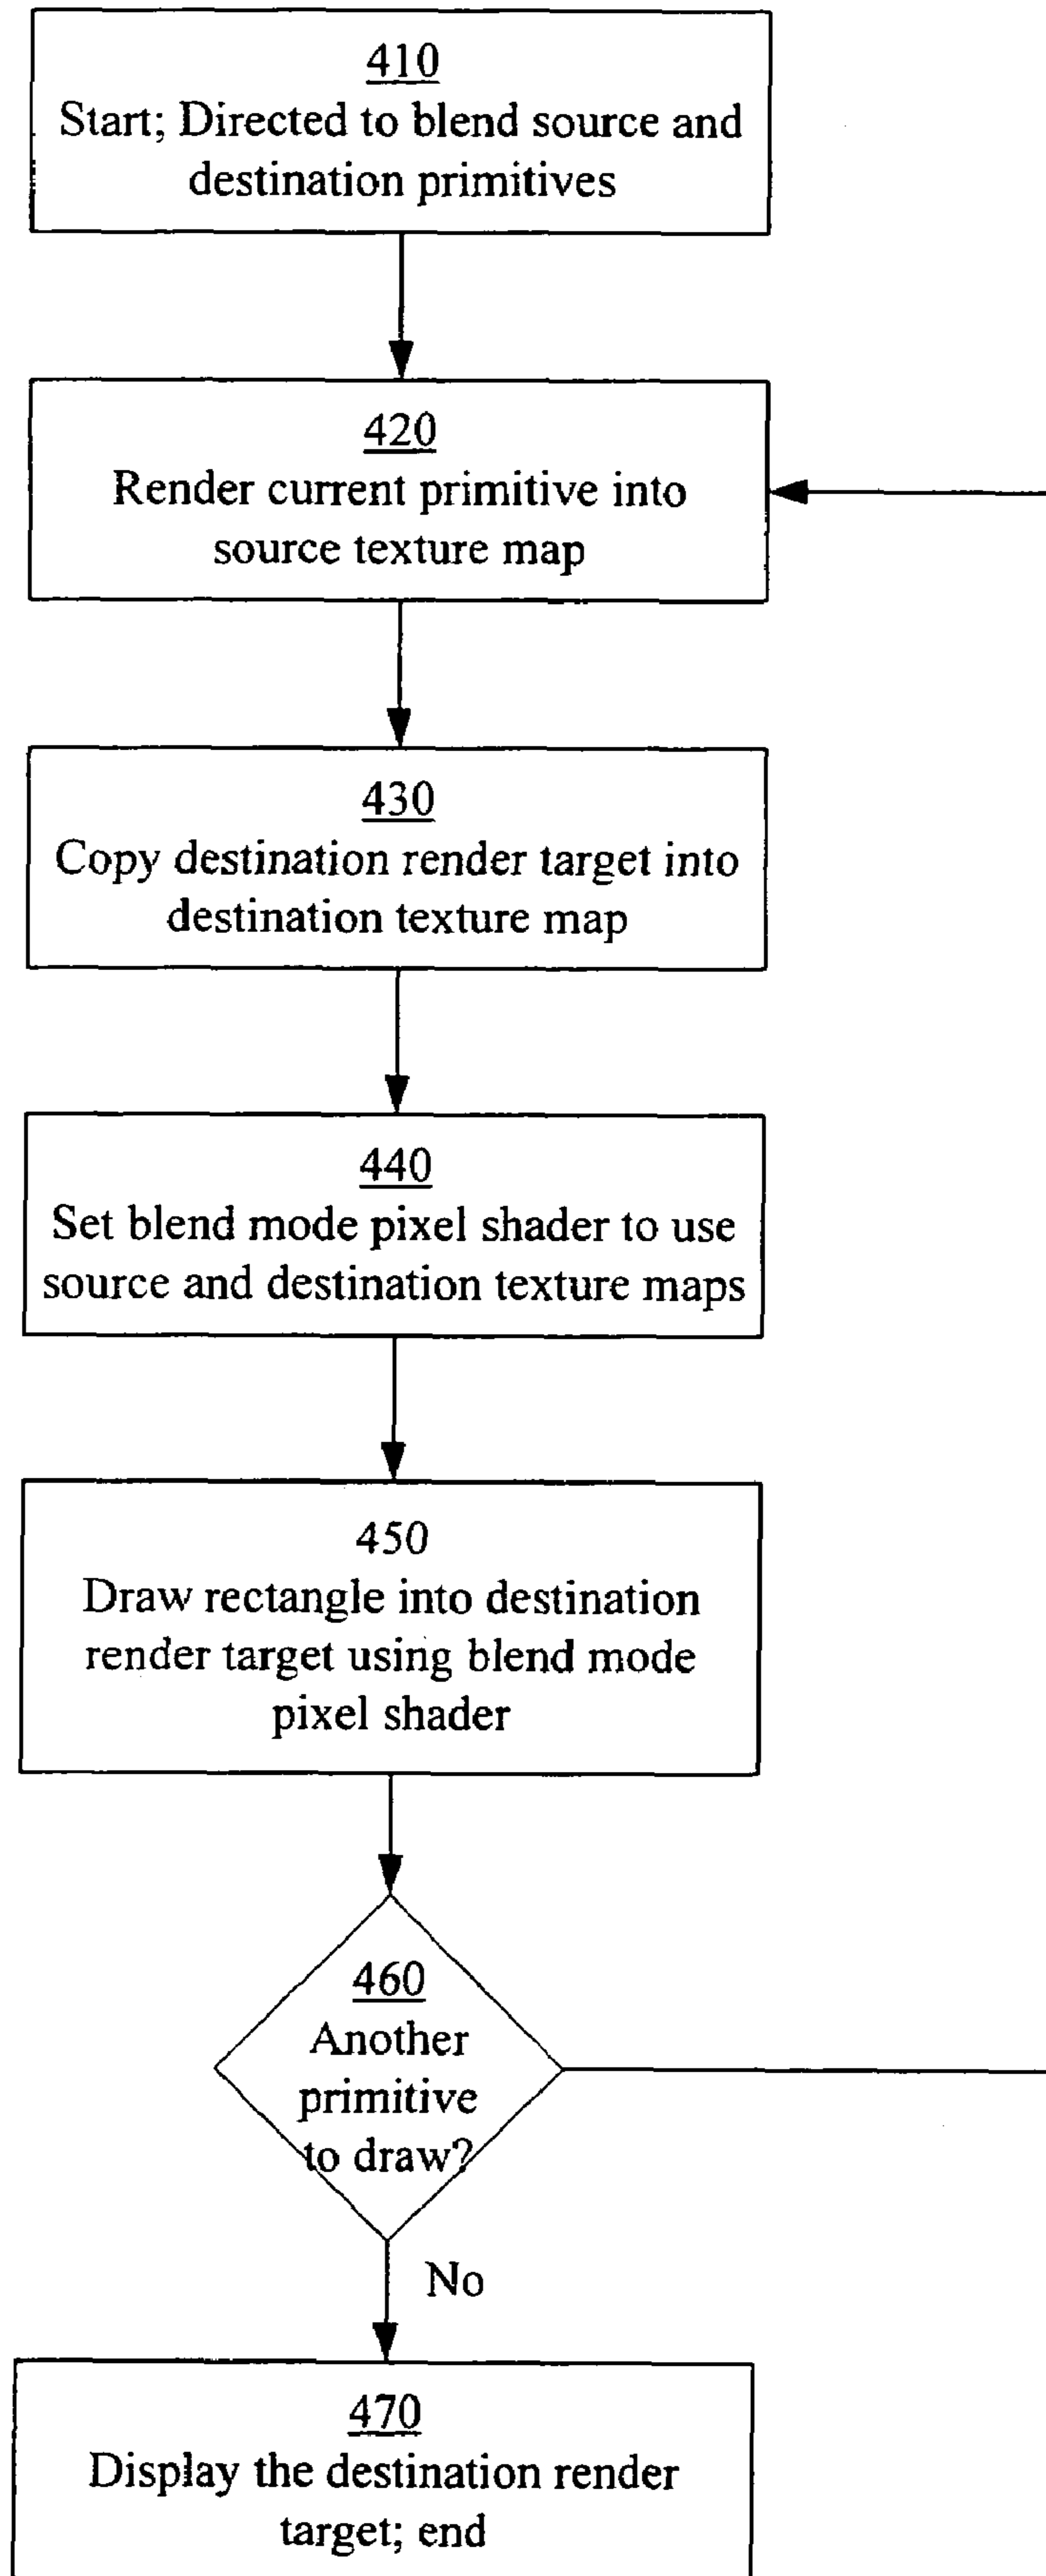 410
Start; Directed to blend source and
destination primitives
420
Render current primitive into
source texture map
430
Copy destination render target into
destination texture map
440
Set blend mode pixel shader to use
source and destination texture maps
450
Draw rectangle into destination
render target using blend mode
pixel shader
460
Another
primitive
to draw?
No
470
Display the destination render
target; end